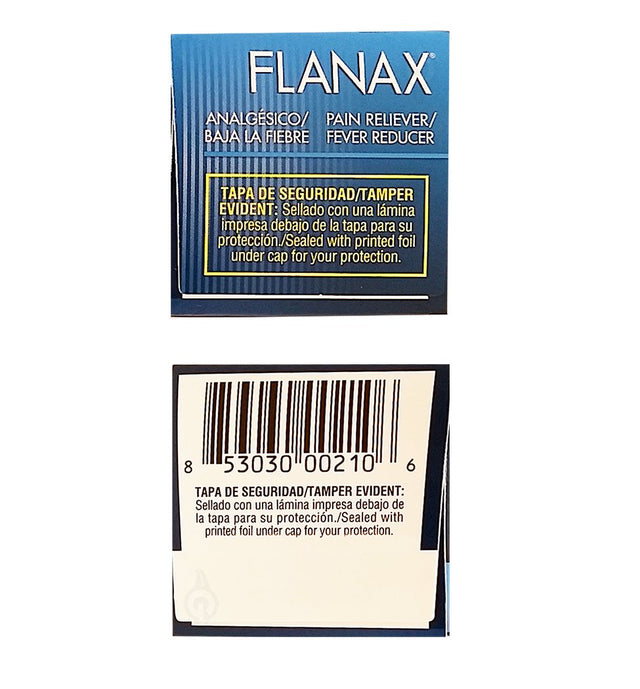 FLANAX®
ANALGÉSICO/ PAIN RELIEVER/
BAJA LA FIEBRE FEVER REDUCER
TAPA DE SEGURIDAD/TAMPER
EVIDENT: Sellado con una lámina
impresa debajo de la tapa para su
protección./Sealed with printed foil
under cap for your protection.
8 53030 00210 6
TAPA DE SEGURIDAD/TAMPER EVIDENT:
Sellado con una lámina impresa debajo de
la tapa para su protección./Sealed with
printed foil under cap for your protection.